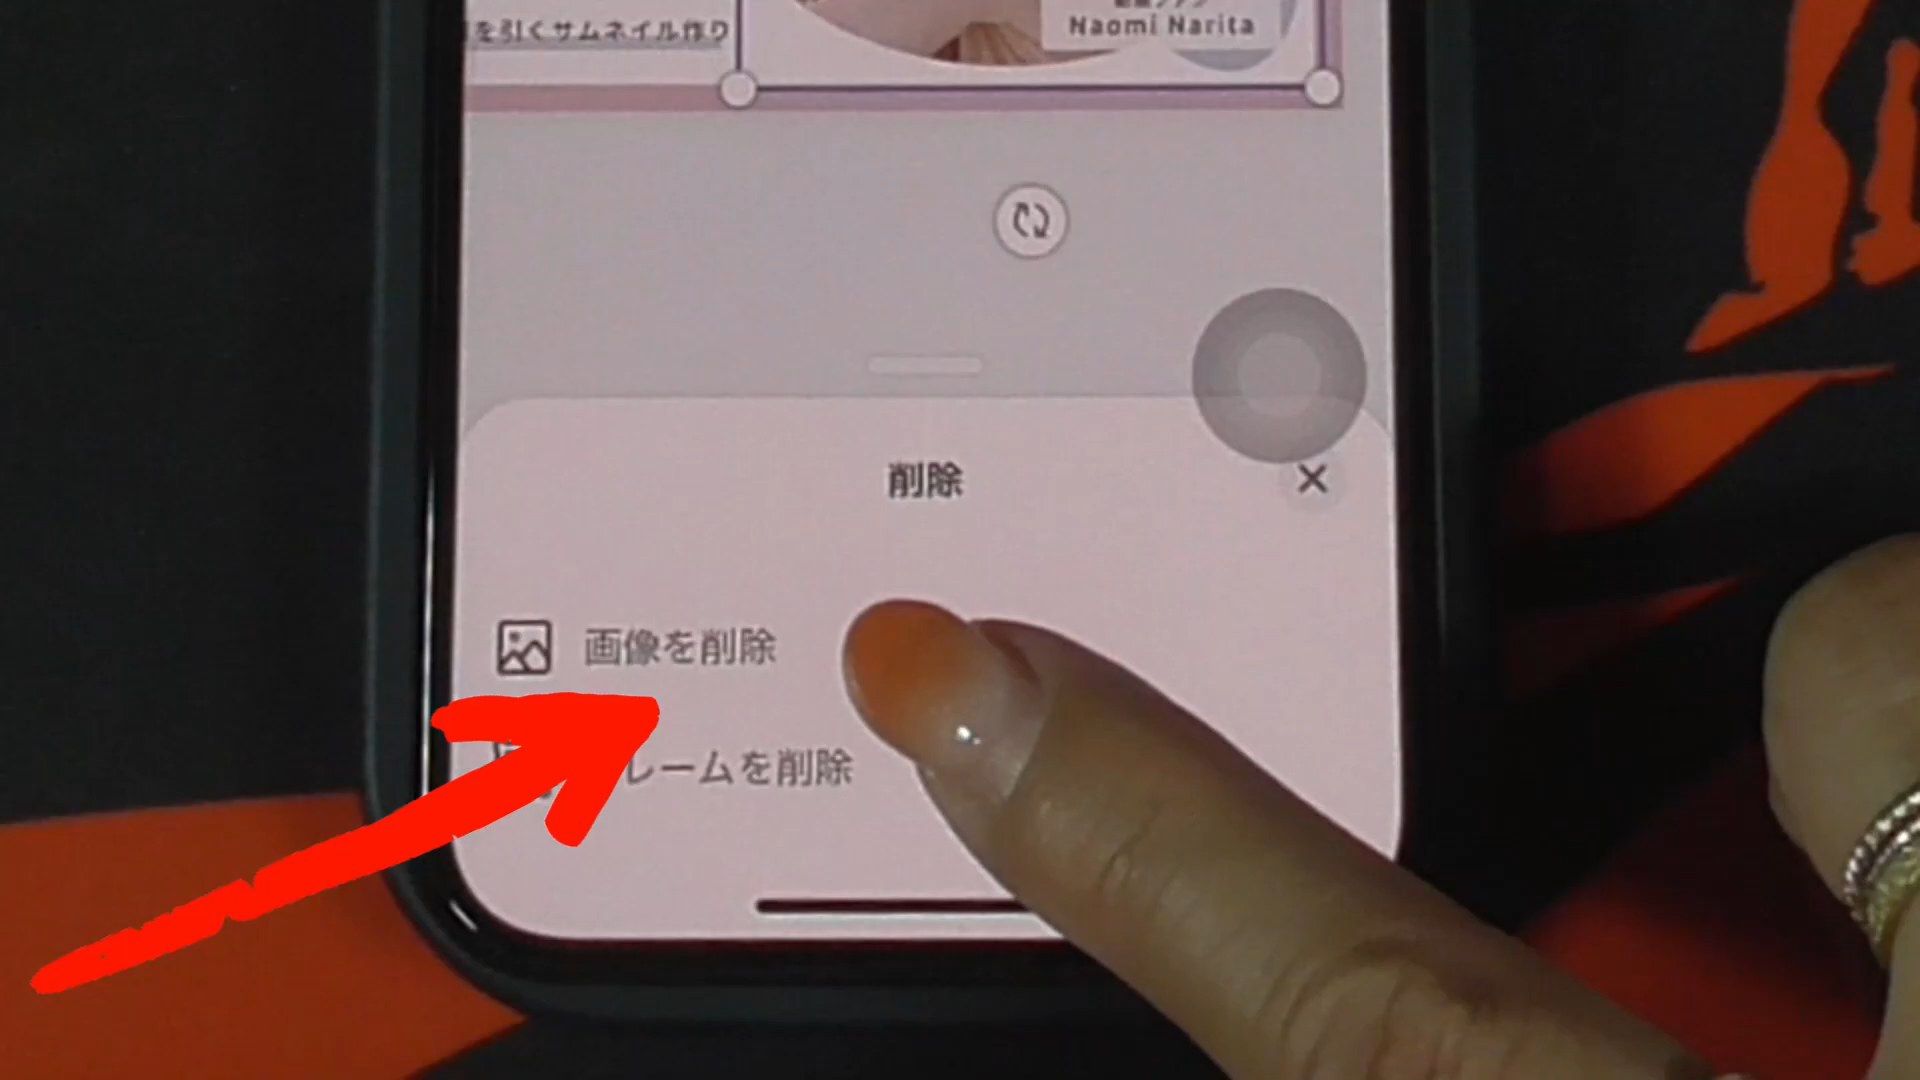 を引くサムネイル作り
Naomi Narita
削除
画像を削除
レームを削除